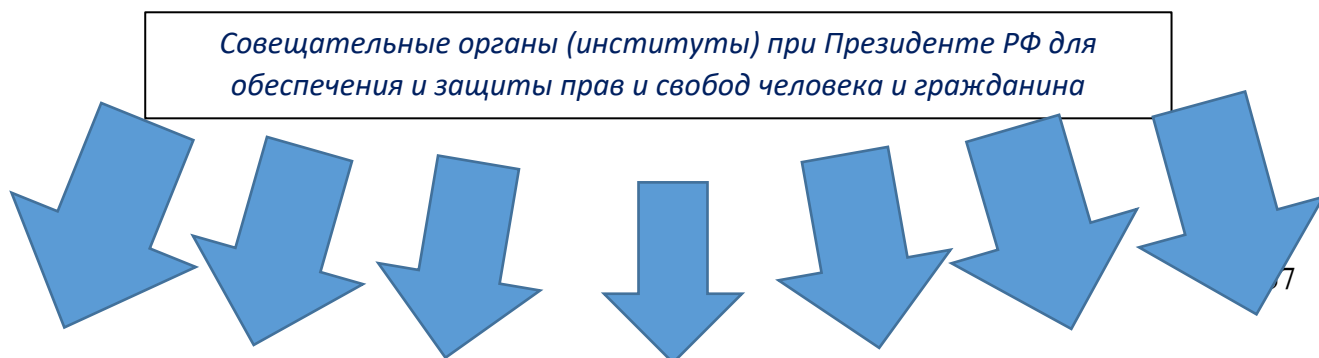 Совещательные органы (институты) при Президенте РФ для
обеспечения и защиты прав и свобод человека и гражданина